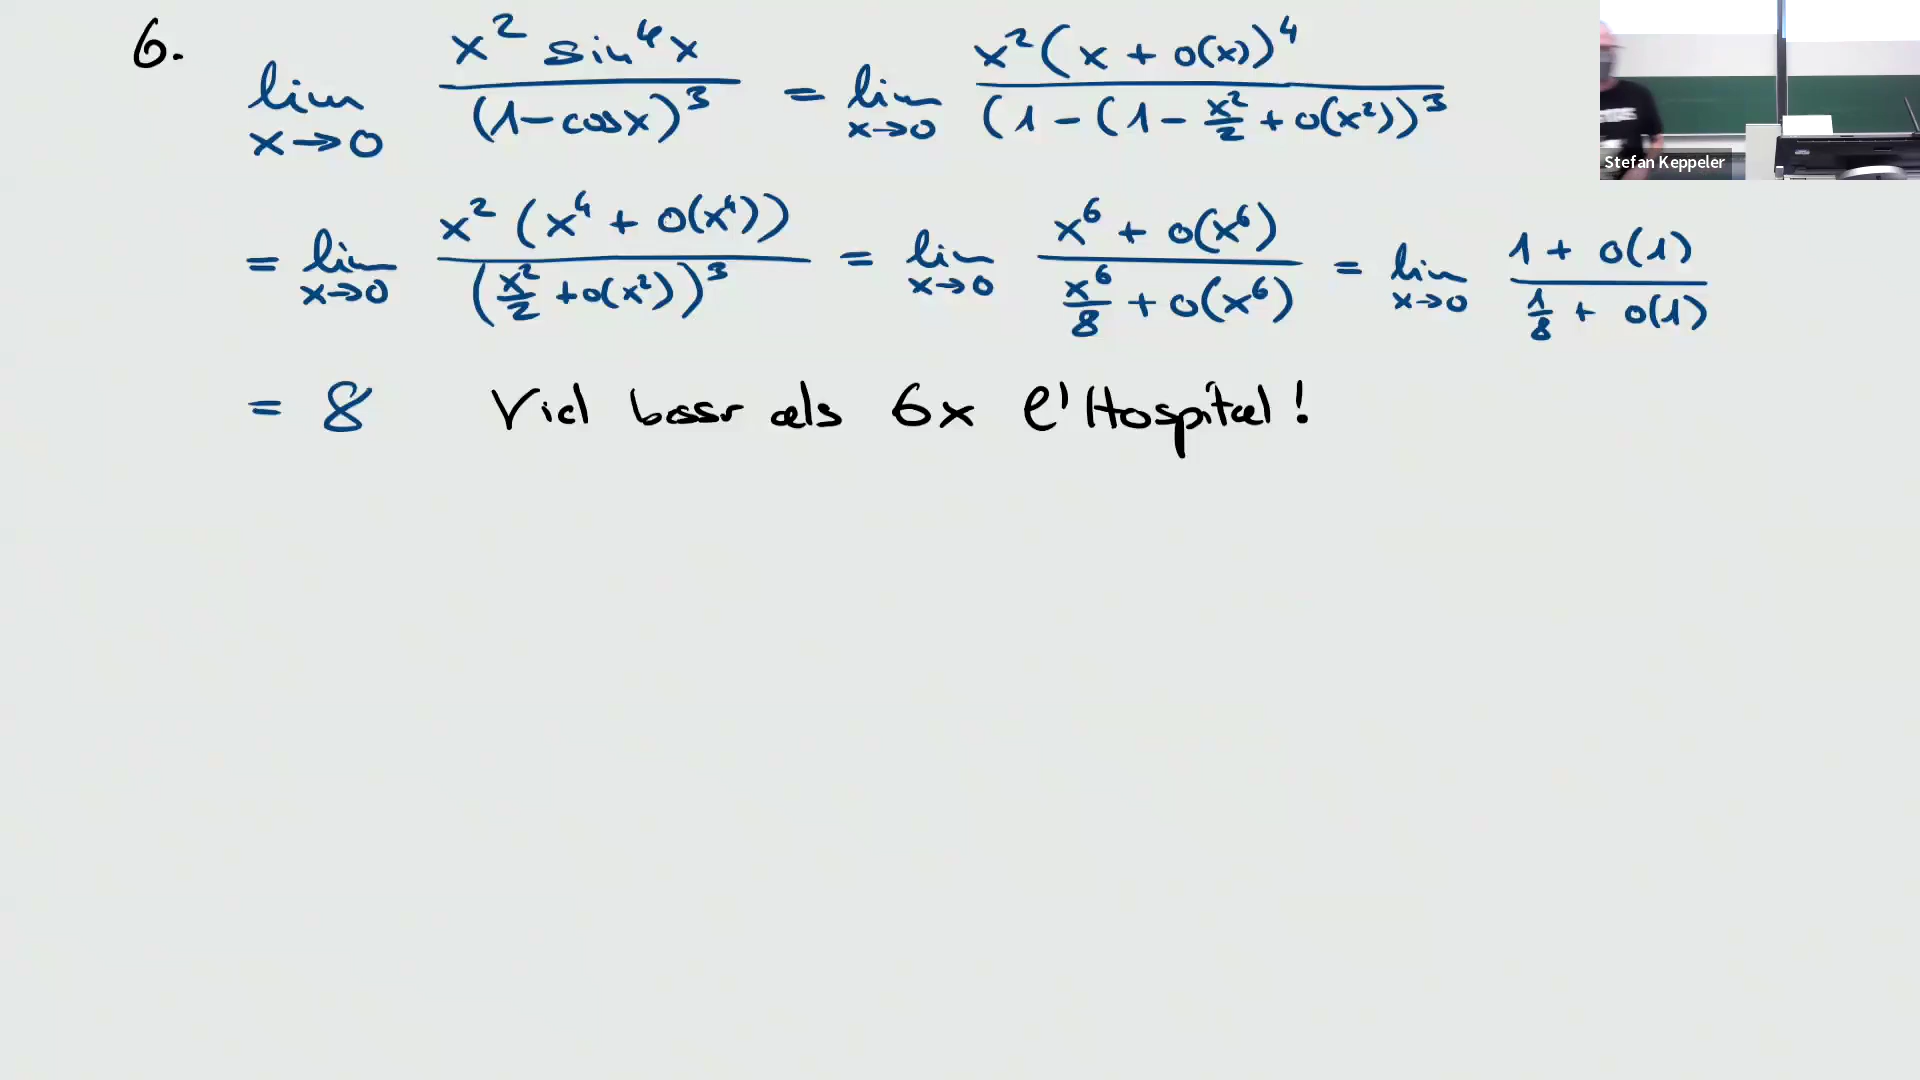 6. lim x→0 x² sin⁴x / (1-cosx)³ = lim x→0 x²(x + o(x))⁴ / (1-(1-x²/2 + o(x²))³
= lim x→0 x² (x⁴ + o(x⁴)) / (x²/2 + o(x²))³ = lim x→0 x⁶ + o(x⁶) / x⁶/8 + o(x⁶) = lim x→0 1 + o(1) / 1/8 + o(1)
= 8 Viel besser als 6x l'Hospital!
Stefan Keppeler